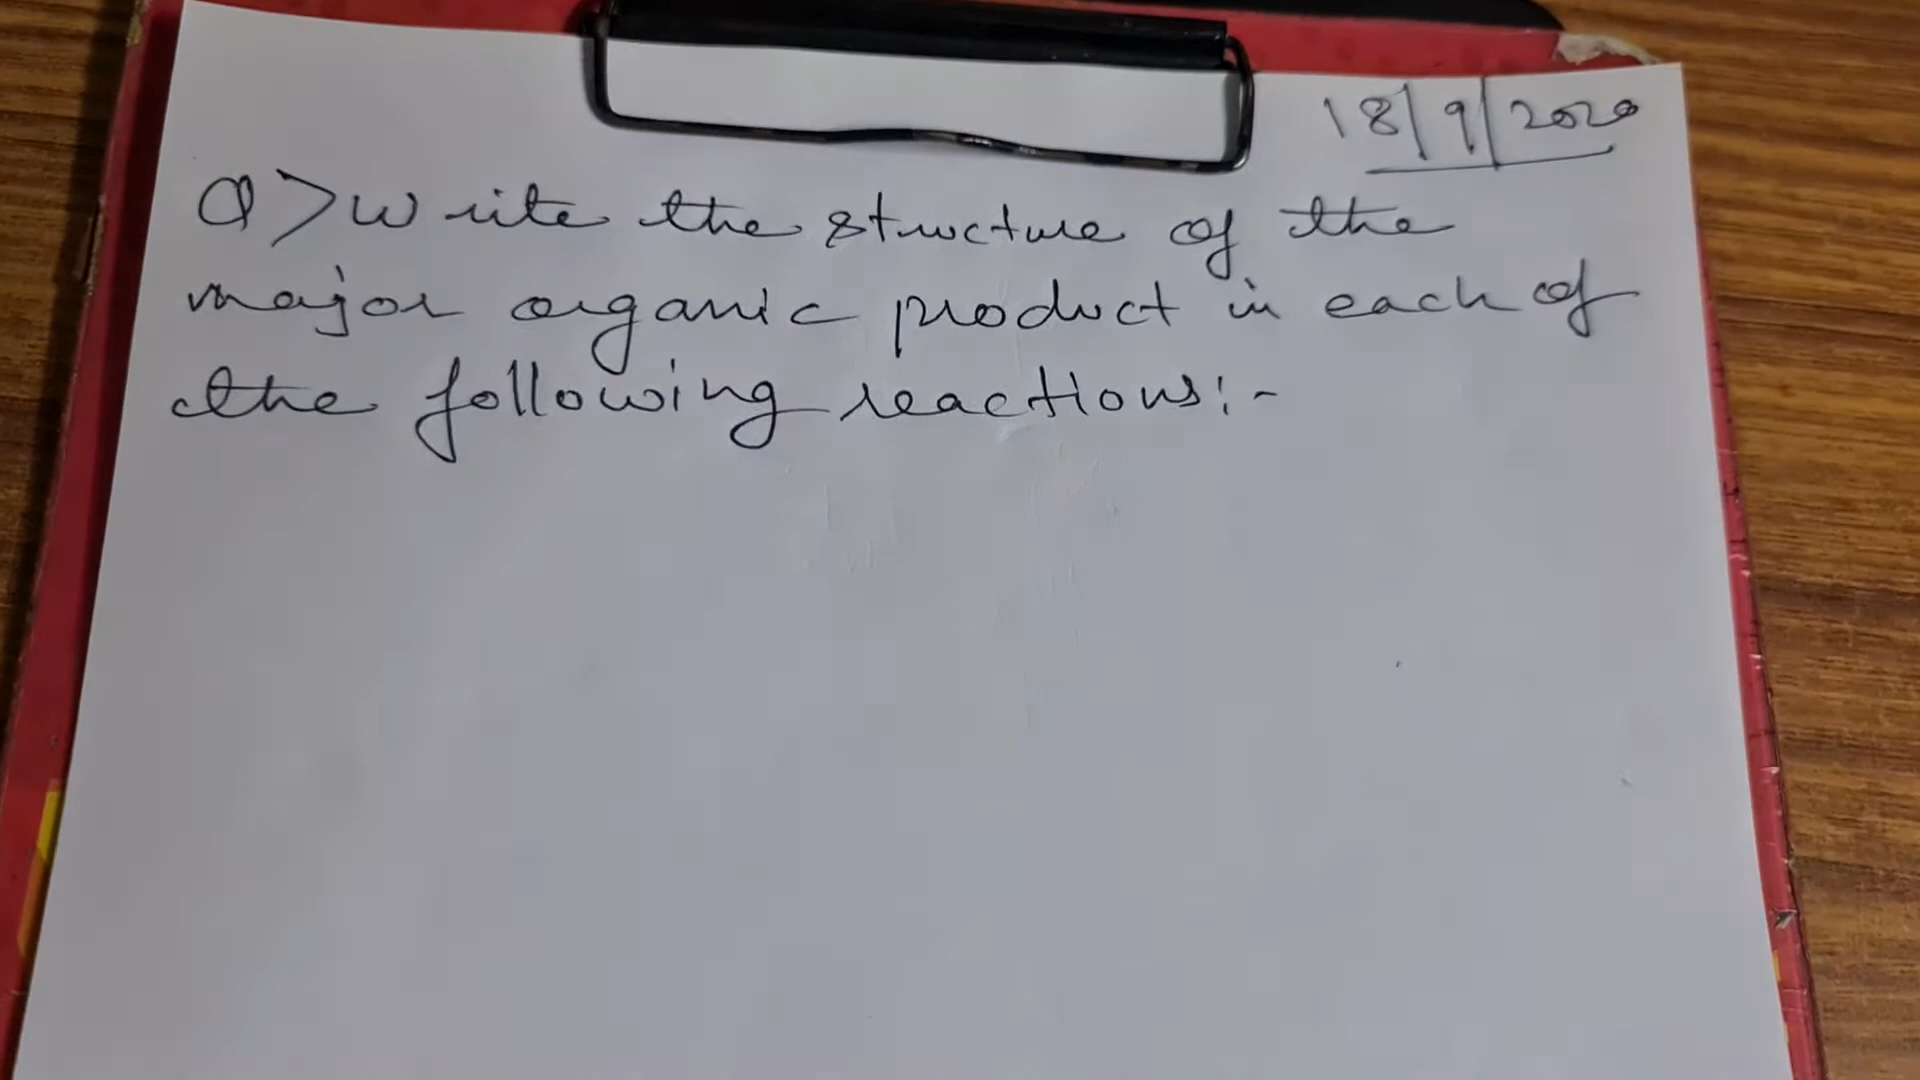 18/9/2020
Q> Write the structure of the
major organic product in each of
the following reactions:-